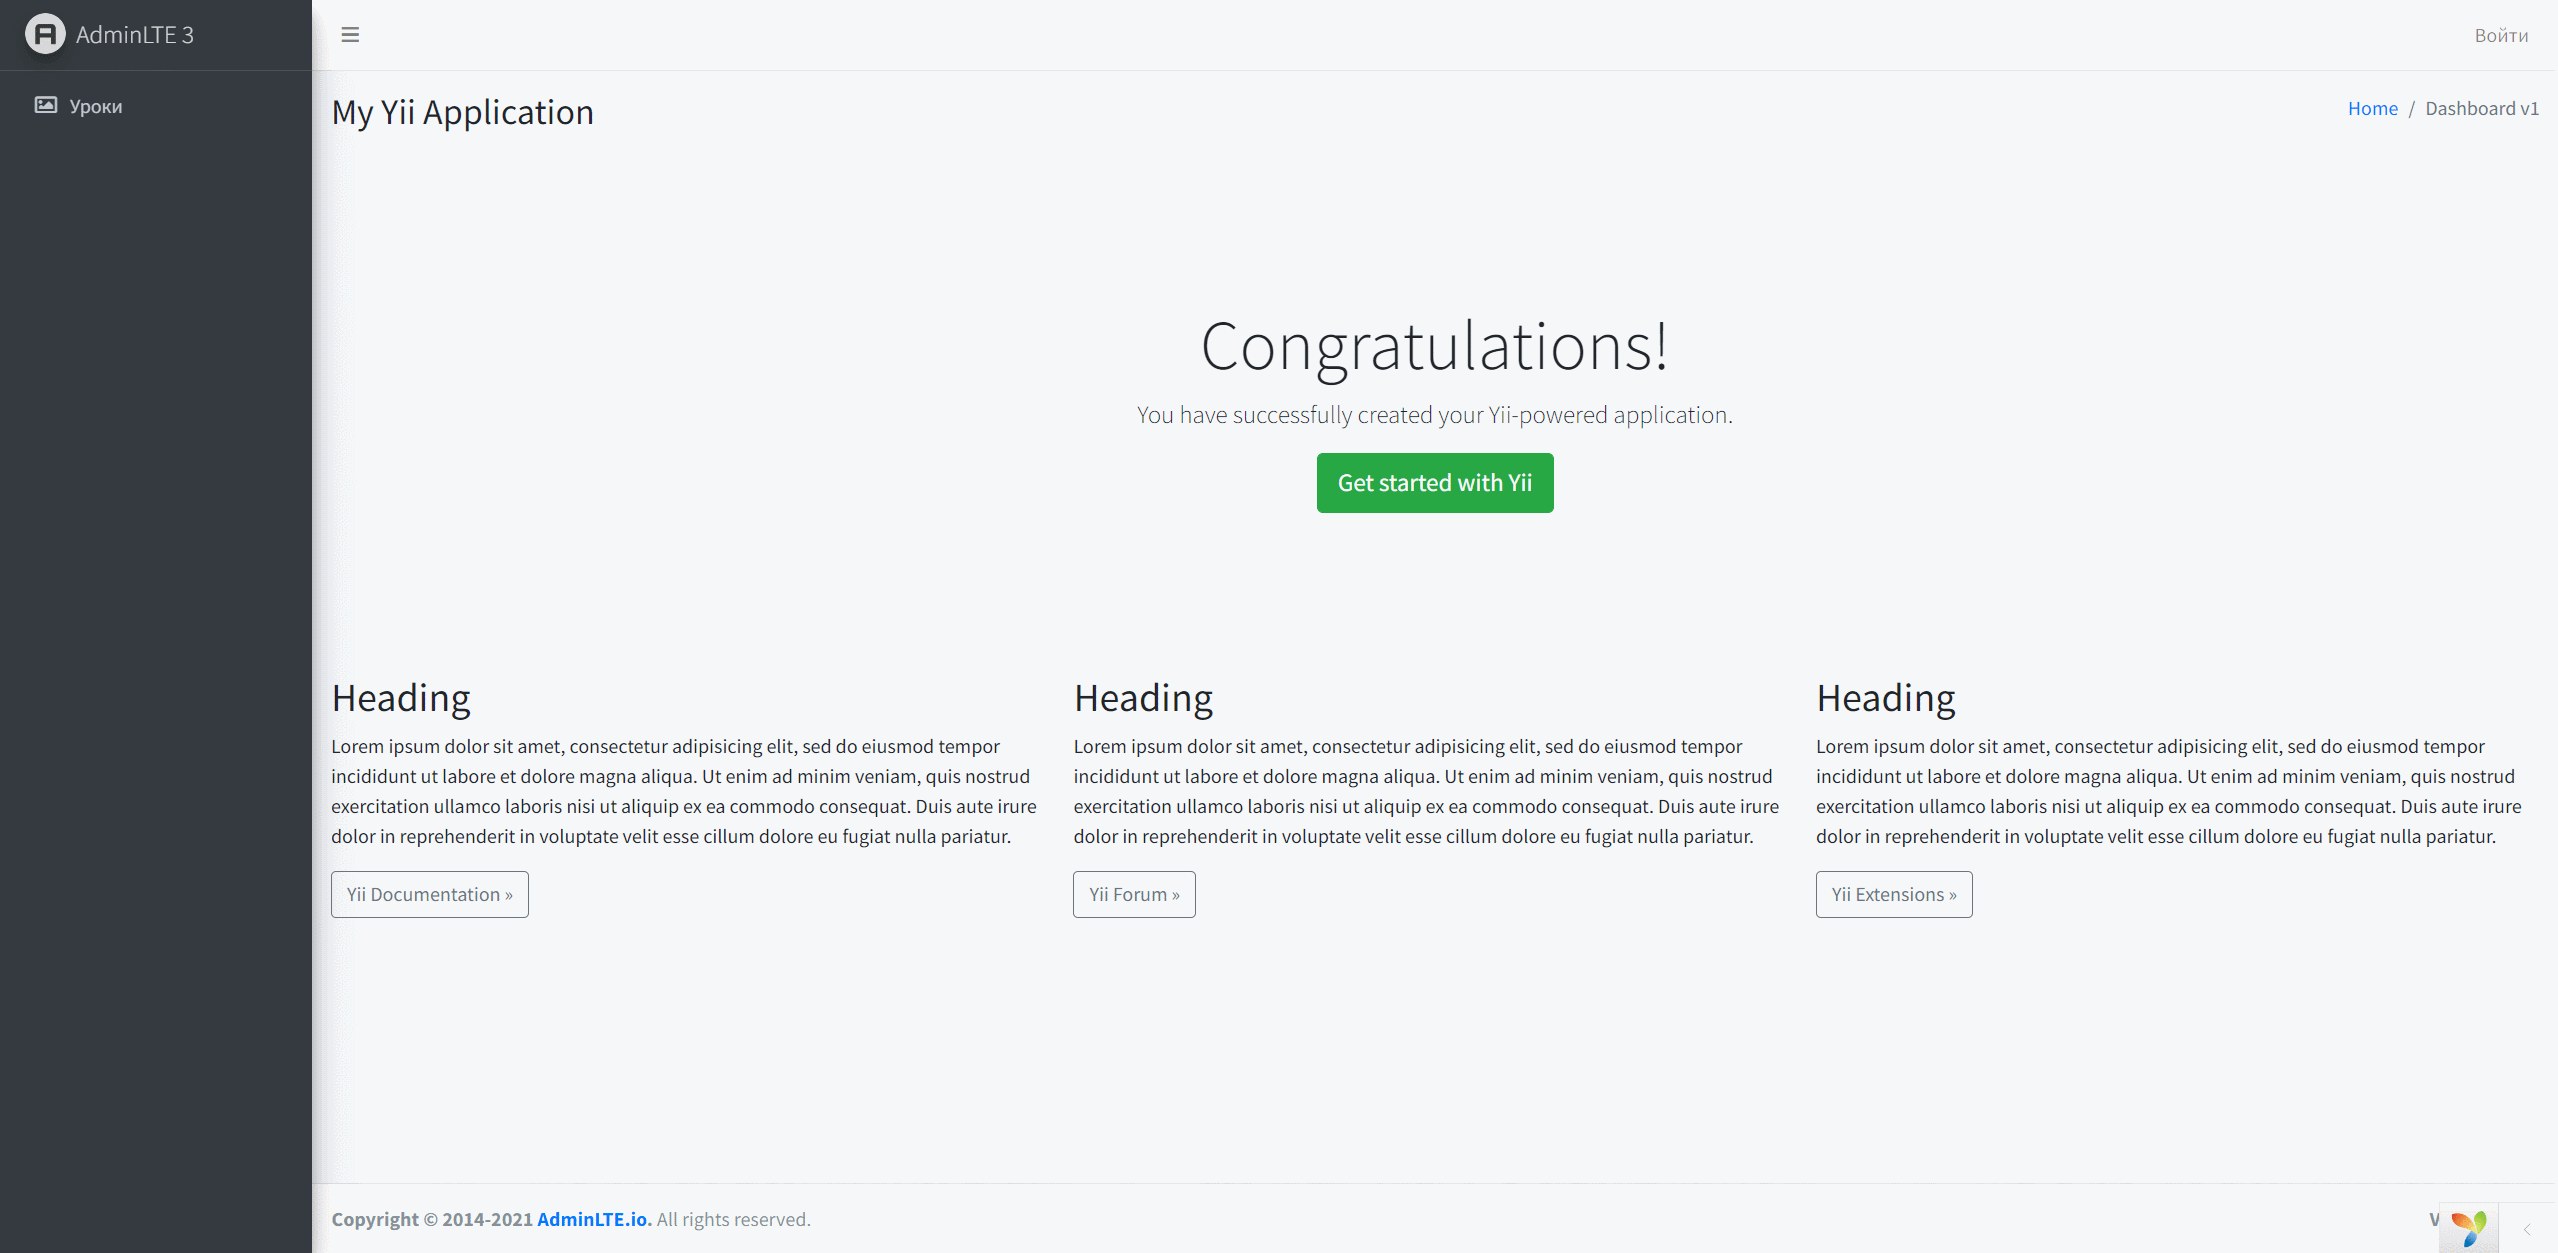 AdminLTE 3
Войти
Уроки
My Yii Application
Home / Dashboard v1
Congratulations!
You have successfully created your Yii-powered application.
Get started with Yii
Heading
Lorem ipsum dolor sit amet, consectetur adipisicing elit, sed do eiusmod tempor
incididunt ut labore et dolore magna aliqua. Ut enim ad minim veniam, quis nostrud
exercitation ullamco laboris nisi ut aliquip ex ea commodo consequat. Duis aute irure
dolor in reprehenderit in voluptate velit esse cillum dolore eu fugiat nulla pariatur.
Yii Documentation »
Heading
Lorem ipsum dolor sit amet, consectetur adipisicing elit, sed do eiusmod tempor
incididunt ut labore et dolore magna aliqua. Ut enim ad minim veniam, quis nostrud
exercitation ullamco laboris nisi ut aliquip ex ea commodo consequat. Duis aute irure
dolor in reprehenderit in voluptate velit esse cillum dolore eu fugiat nulla pariatur.
Yii Forum »
Heading
Lorem ipsum dolor sit amet, consectetur adipisicing elit, sed do eiusmod tempor
incididunt ut labore et dolore magna aliqua. Ut enim ad minim veniam, quis nostrud
exercitation ullamco laboris nisi ut aliquip ex ea commodo consequat. Duis aute irure
dolor in reprehenderit in voluptate velit esse cillum dolore eu fugiat nulla pariatur.
Yii Extensions »
Copyright © 2014-2021 AdminLTE.io. All rights reserved.